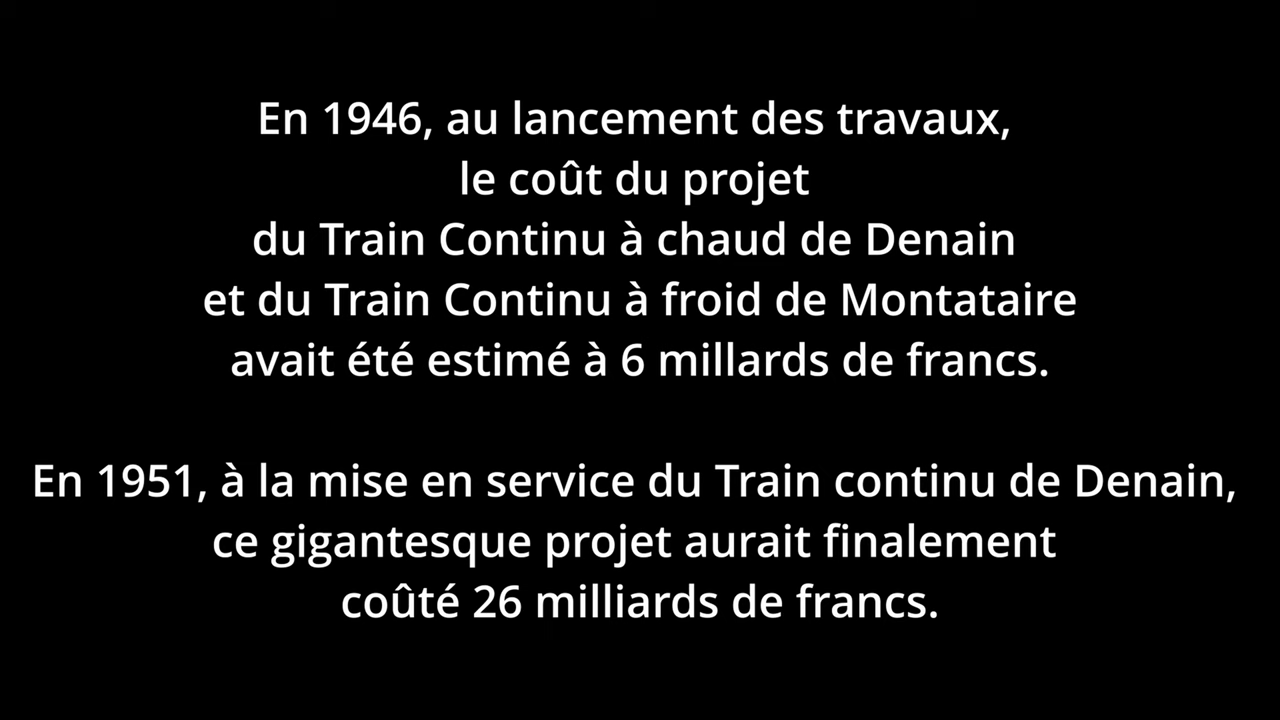 En 1946, au lancement des travaux,
le coût du projet
du Train Continu à chaud de Denain
et du Train Continu à froid de Montataire
avait été estimé à 6 millards de francs.
En 1951, à la mise en service du Train continu de Denain,
ce gigantesque projet aurait finalement
coûté 26 milliards de francs.